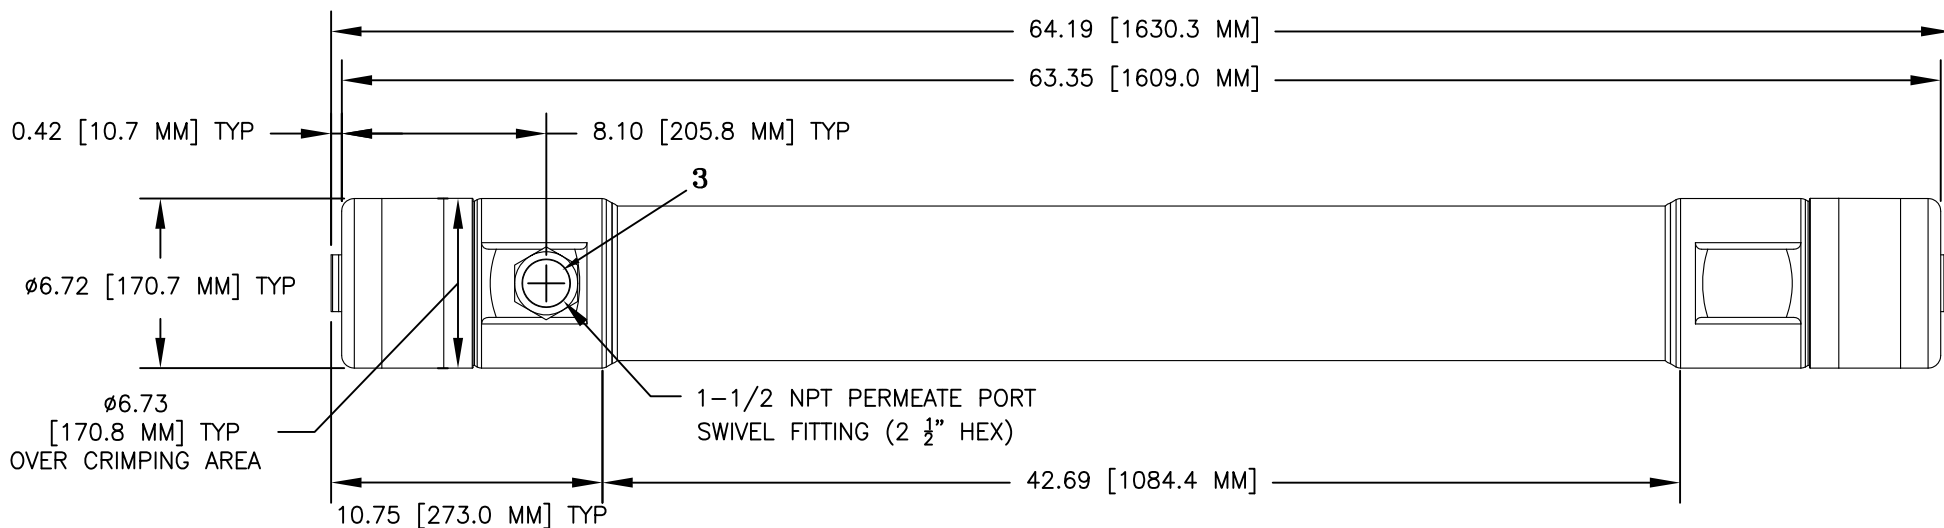 64.19 [1630.3 MM]
63.35 [1609.0 MM]
0.42 [10.7 MM] TYP
8.10 [205.8 MM] TYP
3
ø6.72 [170.7 MM] TYP
ø6.73
[170.8 MM] TYP
OVER CRIMPING AREA
1-1/2 NPT PERMEATE PORT
SWIVEL FITTING (2 ½" HEX)
42.69 [1084.4 MM]
10.75 [273.0 MM] TYP